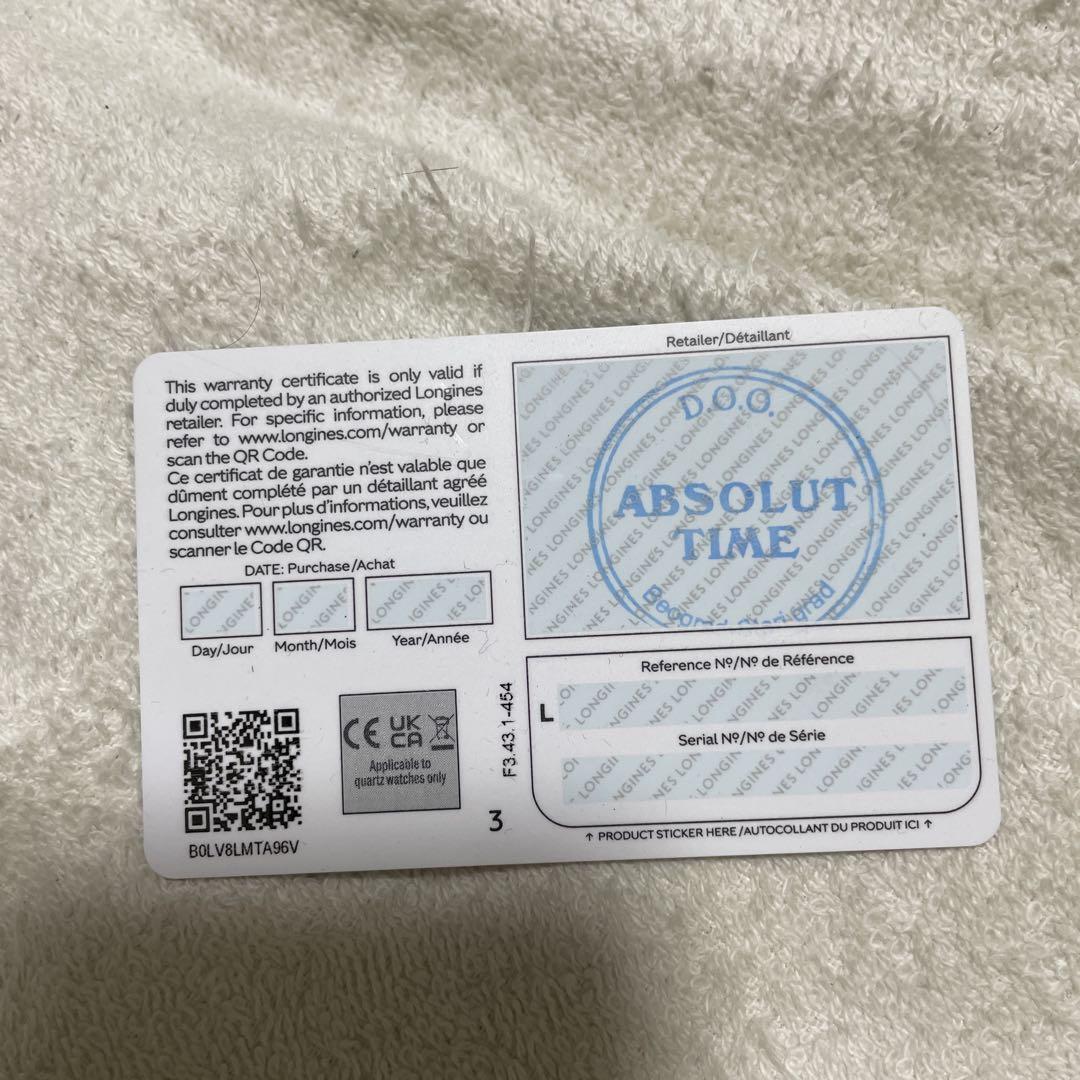 This warranty certificate is only valid if
duly completed by an authorized Longines
retailer. For specific information, please
refer to www.longines.com/warranty or
scan the QR Code.
Ce certificat de garantie n'est valable que
dûment complété par un détaillant agréé
Longines. Pour plus d'informations, veuillez
consulter www.longines.com/warranty ou
scanner le Code QR.
DATE: Purchase/Achat
Day/Jour
Month/Mois
Year/Année
B0LV8LMTA96V
CE UK CA
Applicable to
quartz watches only
3
F3.43.1-454
Retailer/Détaillant
LONGINES LONGINES LONGINES
D.O.O.
ABSOLUT
TIME
Reference Nº/Nº de Référence
L
Serial Nº/Nº de Série
↑ PRODUCT STICKER HERE / AUTOCOLLANT DU PRODUIT ICI ↑